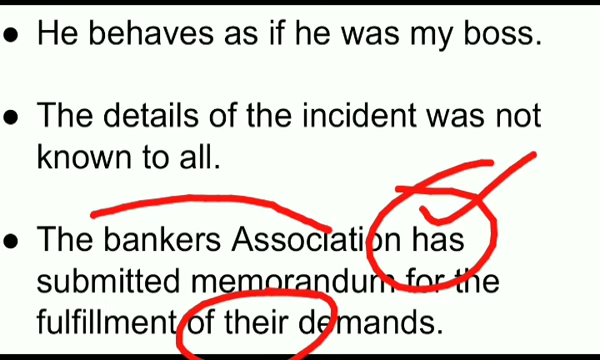 • He behaves as if he was my boss.
• The details of the incident was not
known to all.
• The bankers Association has
submitted memorandum for the
fulfillment of their demands.